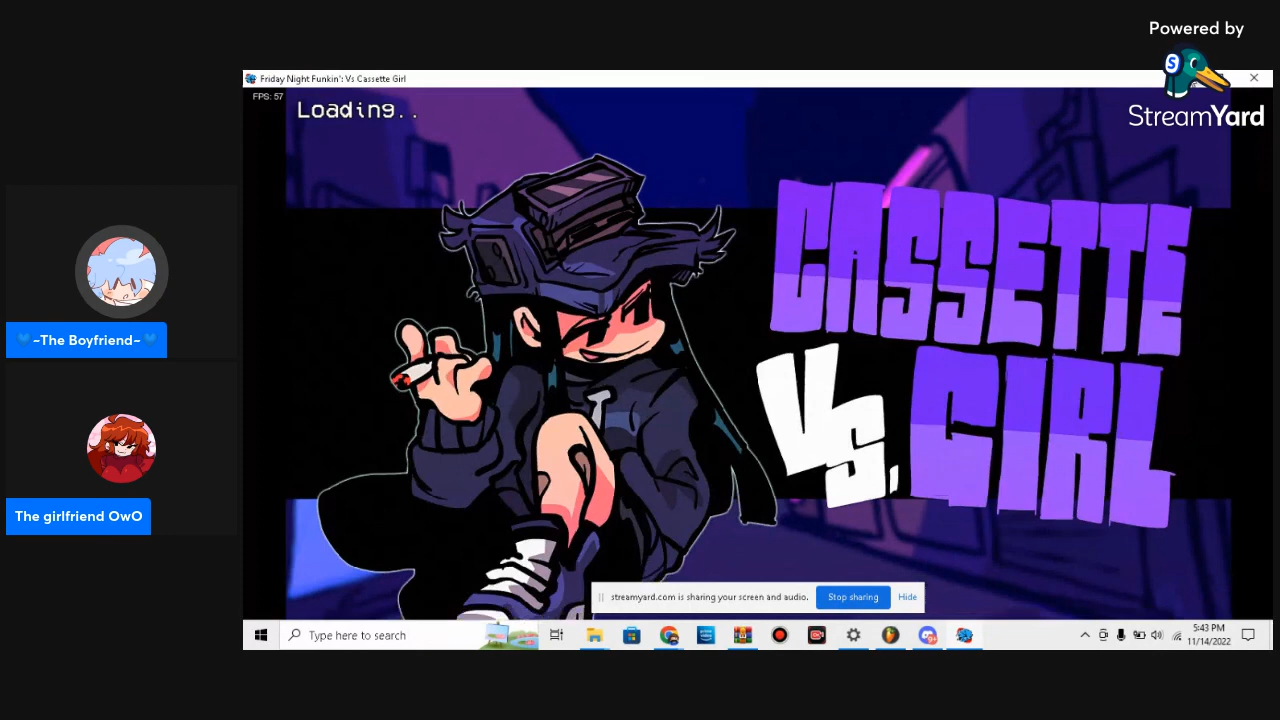 Powered by
StreamYard
Friday Night Funkin': Vs Cassette Girl
FPS: 57
Loading..
CASSETTE
VS. GIRL
~The Boyfriend~
The girlfriend OwO
streamyard.com is sharing your screen and audio.
Stop sharing
Hide
Type here to search
5:43 PM
11/14/2022